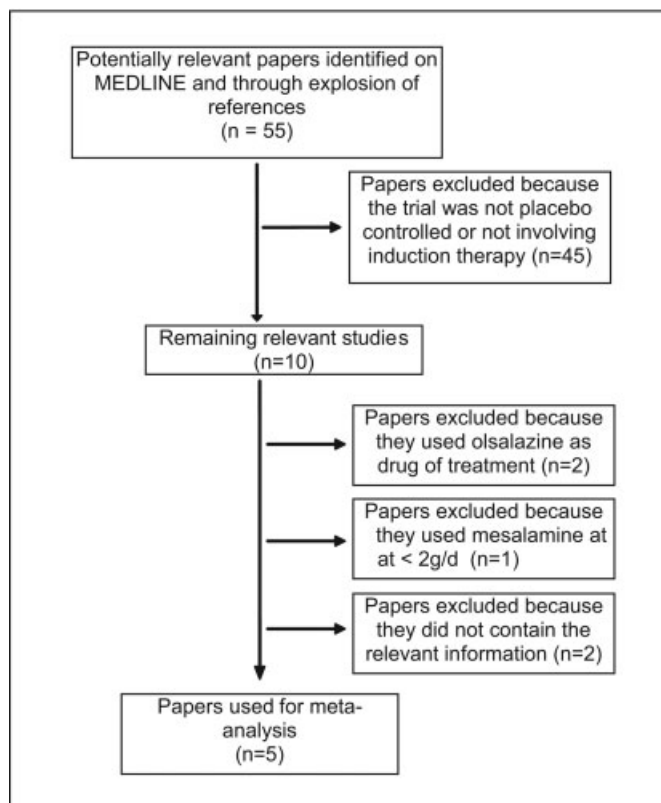 Potentially relevant papers identified on
MEDLINE and through explosion of
references
(n = 55)
Papers excluded because
the trial was not placebo
controlled or not involving
induction therapy (n=45)
Remaining relevant studies
(n=10)
Papers excluded because
they used olsalazine as
drug of treatment (n=2)
Papers excluded because
they used mesalamine at
at < 2g/d (n=1)
Papers excluded because
they did not contain the
relevant information (n=2)
Papers used for meta-
analysis
(n=5)